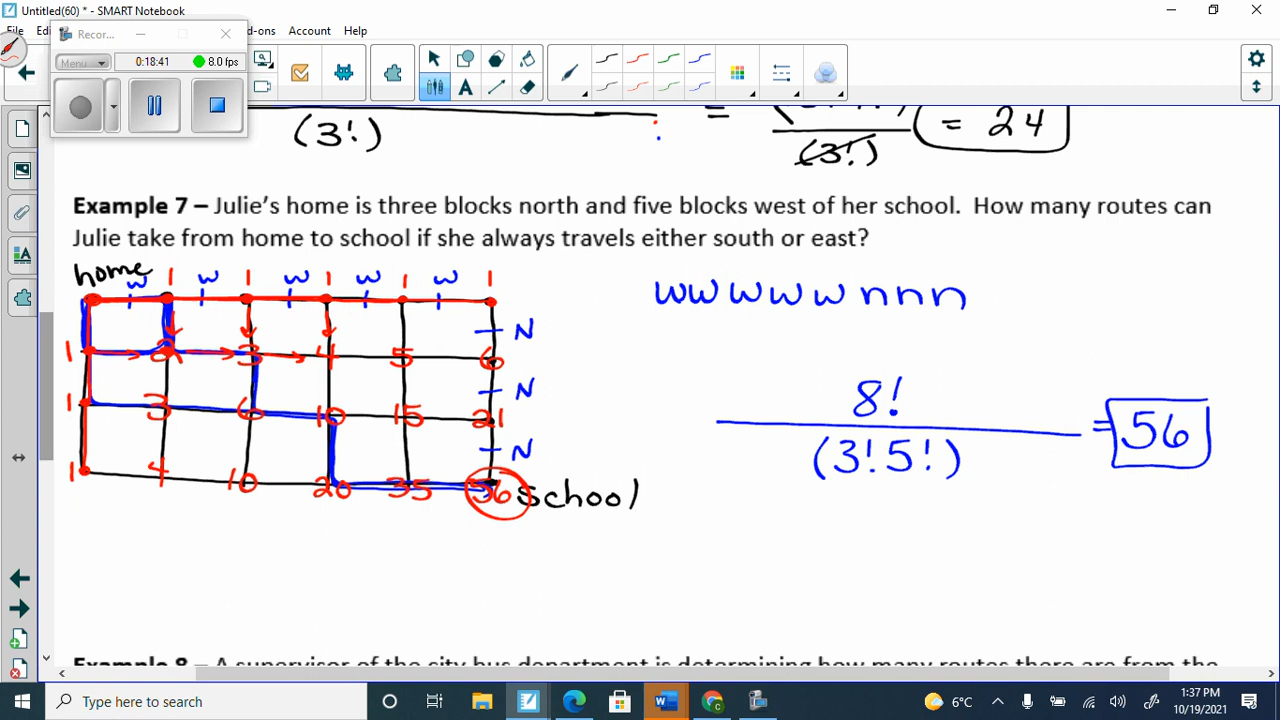 Untitled(60) * - SMART Notebook
Recor...
File
Ed
d-ons Account Help
Menu
0:18:41
8.0 fps
(3!)
=
(3!)
= 24
Example 7 – Julie's home is three blocks north and five blocks west of her school. How many routes can
Julie take from home to school if she always travels either south or east?
home
1 1 1 1 1
w w w w w
wwwwwnnn
N
1 2 3 4 5 6
N
1 3 6 10 15 21
N
1 4 10 20 35 56 school
8!
(3!5!)
= 56
Example 8 – A supervisor of the city bus department is determining how many routes there are from the
Type here to search
6°C
1:37 PM
10/19/2021